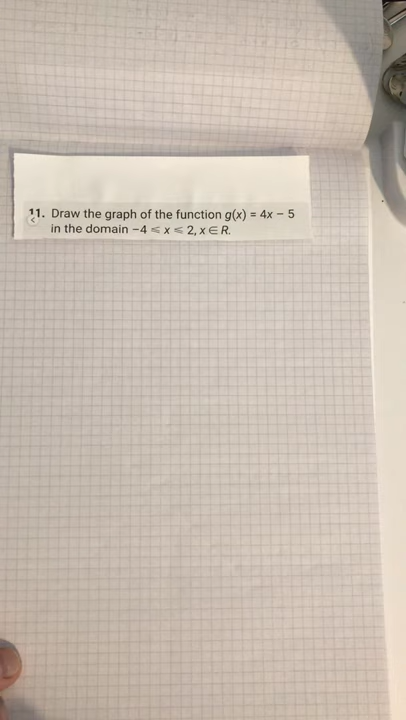 11. Draw the graph of the function g(x) = 4x – 5
in the domain –4 ⩽ x ⩽ 2, x ∈ R.